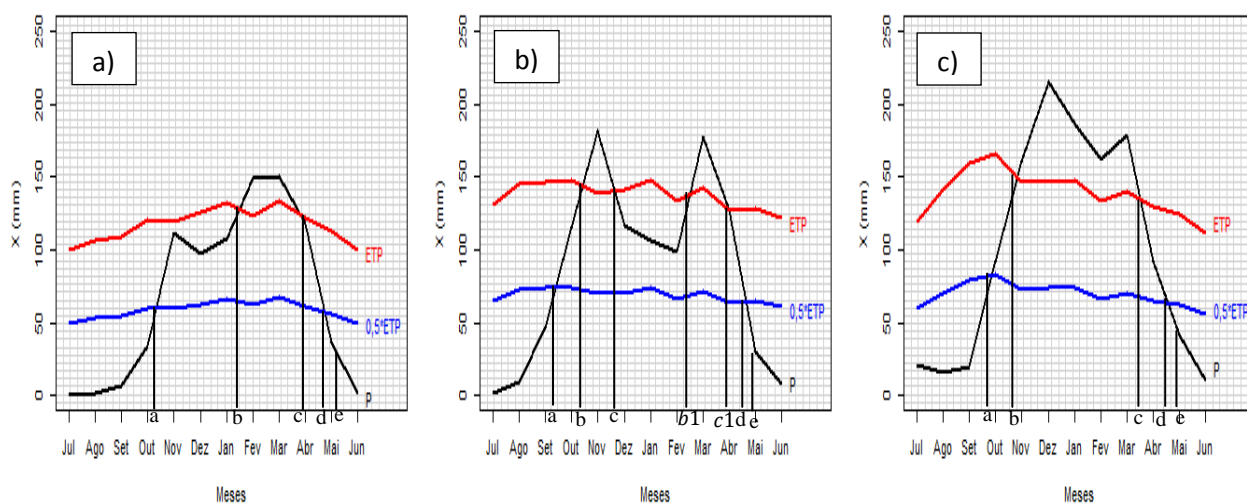 a)
X (mm)
250
200
150
100
50
0
ETP
0,5*ETP
P
a b c d e
Jul Ago Set Out Nov Dez Jan Fev Mar Abr Mai Jun
Meses
b)
X (mm)
250
200
150
100
50
0
ETP
0,5*ETP
P
a b c b1 c1 d e
Jul Ago Set Out Nov Dez Jan Fev Mar Abr Mai Jun
Meses
c)
X (mm)
250
200
150
100
50
0
ETP
0,5*ETP
P
a b c d e
Jul Ago Set Out Nov Dez Jan Fev Mar Abr Mai Jun
Meses